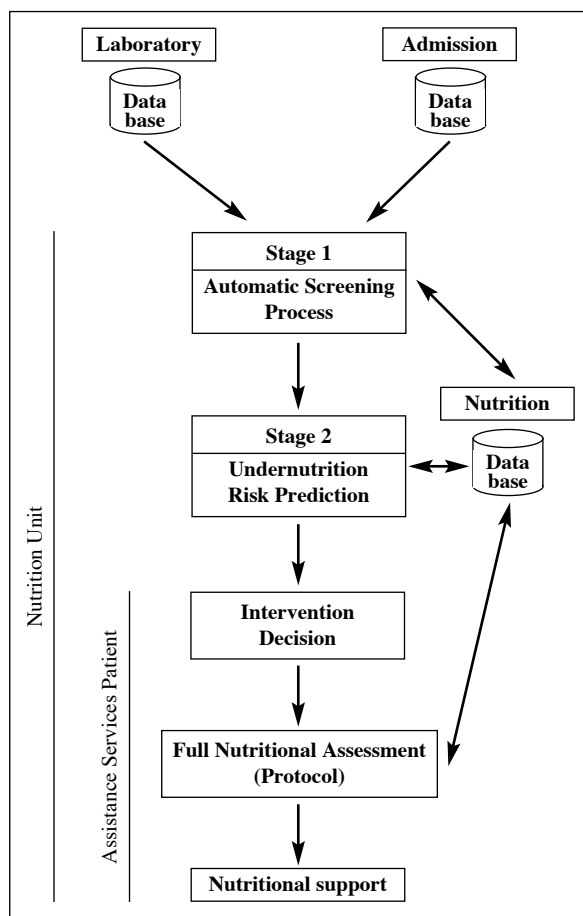 Laboratory
Admission
Data
base
Data
base
Stage 1
Automatic Screening
Process
Nutrition
Data
base
Stage 2
Undernutrition
Risk Prediction
Nutrition Unit
Assistance Services Patient
Intervention
Decision
Full Nutritional Assessment
(Protocol)
Nutritional support